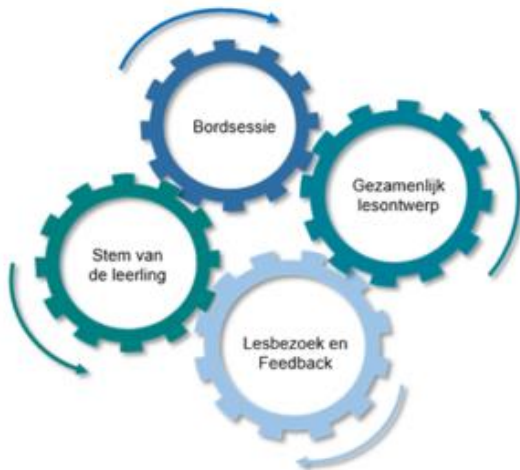 Bordsessie
Gezamenlijk
lesontwerp
Stem van
de leerling
Lesbezoek en
Feedback